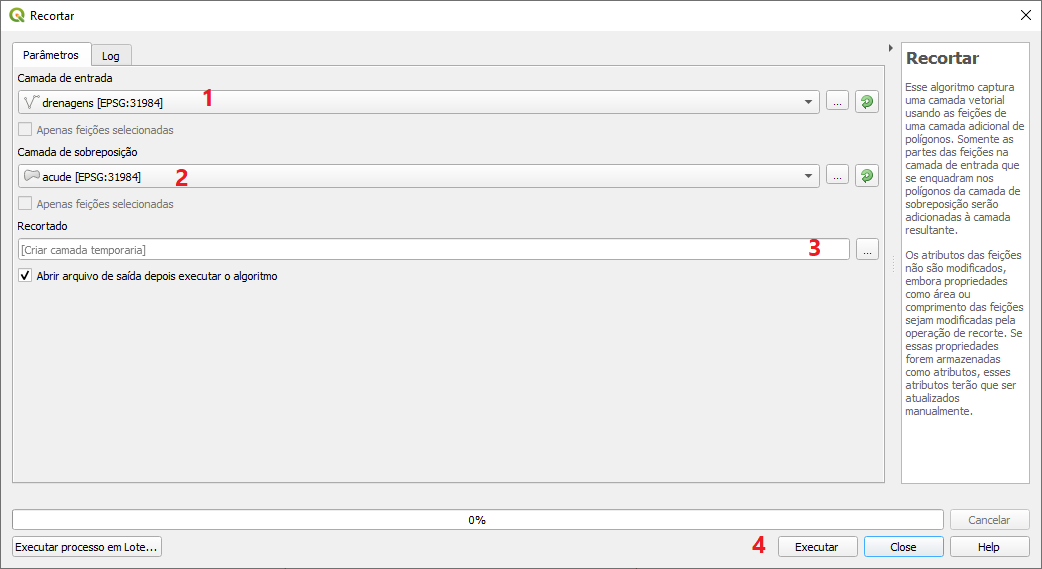 Recortar
Parâmetros
Log
Camada de entrada
drenagens [EPSG:31984]
1
...
Apenas feições selecionadas
Camada de sobreposição
acude [EPSG:31984]
2
...
Apenas feições selecionadas
Recortado
[Criar camada temporaria]
3
...
Abrir arquivo de saída depois executar o algoritmo
Recortar
Esse algoritmo captura
uma camada vetorial
usando as feições de
uma camada adicional de
polígonos. Somente as
partes das feições na
camada de entrada que
se enquadram nos
polígonos da camada de
sobreposição serão
adicionadas à camada
resultante.
Os atributos das feições
não são modificados,
embora propriedades
como área ou
comprimento das feições
sejam modificadas pela
operação de recorte. Se
essas propriedades
forem armazenadas
como atributos, esses
atributos terão que ser
atualizados
manualmente.
0%
Cancelar
Executar processo em Lote...
4
Executar
Close
Help